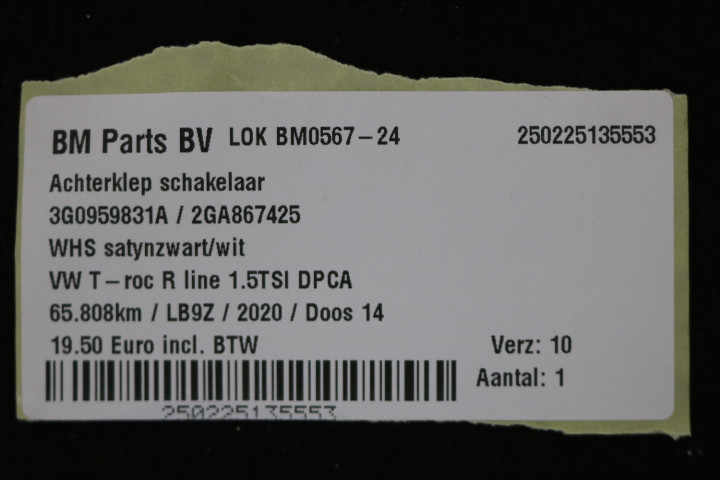 BM Parts BV LOK BM0567-24 250225135553
Achterklep schakelaar
3G0959831A / 2GA867425
WHS satynzwart/wit
VW T-roc R line 1.5TSI DPCA
65.808km / LB9Z / 2020 / Doos 14
19.50 Euro incl. BTW Verz: 10
Aantal: 1
250225135553